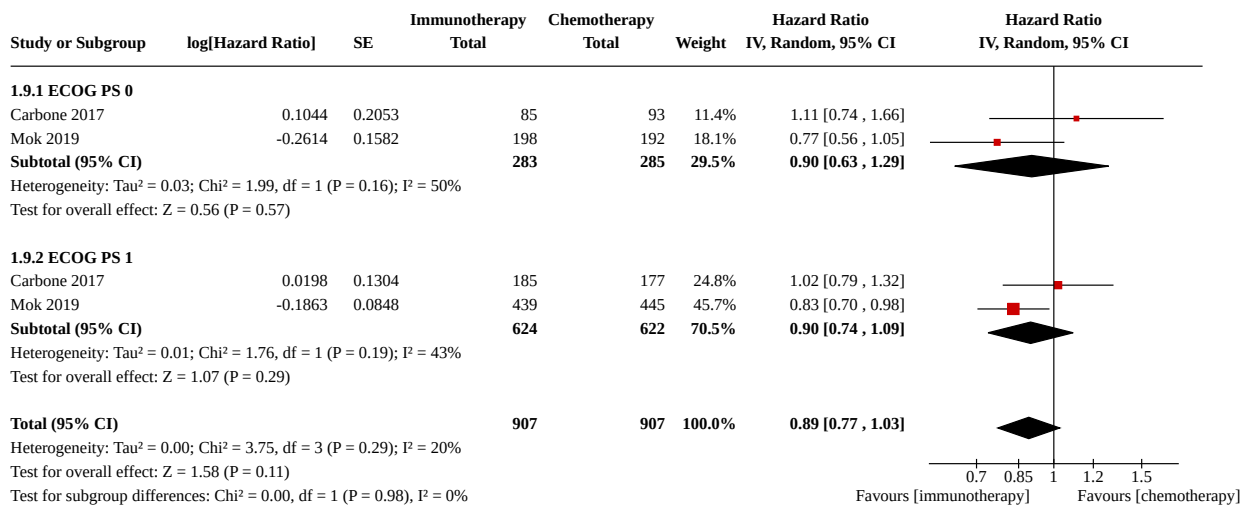 Immunotherapy Chemotherapy Hazard Ratio Hazard Ratio
Study or Subgroup log[Hazard Ratio] SE Total Total Weight IV, Random, 95% CI IV, Random, 95% CI
1.9.1 ECOG PS 0
Carbone 2017 0.1044 0.2053 85 93 11.4% 1.11 [0.74 , 1.66]
Mok 2019 -0.2614 0.1582 198 192 18.1% 0.77 [0.56 , 1.05]
Subtotal (95% CI) 283 285 29.5% 0.90 [0.63 , 1.29]
Heterogeneity: Tau² = 0.03; Chi² = 1.99, df = 1 (P = 0.16); I² = 50%
Test for overall effect: Z = 0.56 (P = 0.57)
1.9.2 ECOG PS 1
Carbone 2017 0.0198 0.1304 185 177 24.8% 1.02 [0.79 , 1.32]
Mok 2019 -0.1863 0.0848 439 445 45.7% 0.83 [0.70 , 0.98]
Subtotal (95% CI) 624 622 70.5% 0.90 [0.74 , 1.09]
Heterogeneity: Tau² = 0.01; Chi² = 1.76, df = 1 (P = 0.19); I² = 43%
Test for overall effect: Z = 1.07 (P = 0.29)
Total (95% CI) 907 907 100.0% 0.89 [0.77 , 1.03]
Heterogeneity: Tau² = 0.00; Chi² = 3.75, df = 3 (P = 0.29); I² = 20%
Test for overall effect: Z = 1.58 (P = 0.11)
0.7 0.85 1 1.2 1.5
Test for subgroup differences: Chi² = 0.00, df = 1 (P = 0.98), I² = 0%
Favours [immunotherapy] Favours [chemotherapy]